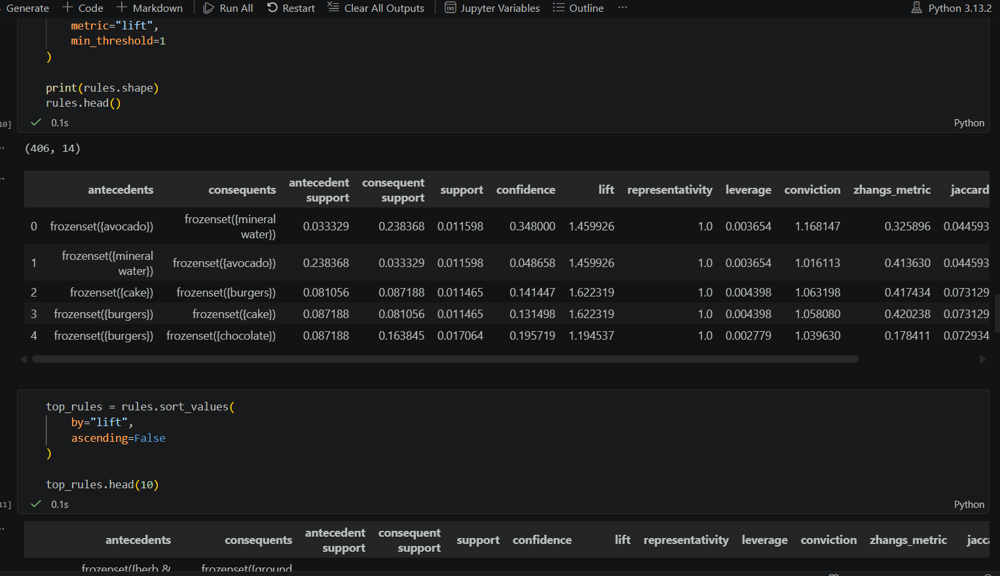 Generate + Code + Markdown Run All Restart Clear All Outputs Jupyter Variables Outline ... Python 3.13.2
metric="lift",
min_threshold=1
)
print(rules.shape)
rules.head()
10] 0.1s Python
(406, 14)
antecedents consequents antecedent support consequent support support confidence lift representativity leverage conviction zhangs_metric jaccard
0 frozenset({avocado}) frozenset({mineral water}) 0.033329 0.238368 0.011598 0.348000 1.459926 1.0 0.003654 1.168147 0.325896 0.044593
1 frozenset({mineral water}) frozenset({avocado}) 0.238368 0.033329 0.011598 0.048658 1.459926 1.0 0.003654 1.016113 0.413630 0.044593
2 frozenset({cake}) frozenset({burgers}) 0.081056 0.087188 0.011465 0.141447 1.622319 1.0 0.004398 1.063198 0.417434 0.073129
3 frozenset({burgers}) frozenset({cake}) 0.087188 0.081056 0.011465 0.131498 1.622319 1.0 0.004398 1.058080 0.420238 0.073129
4 frozenset({burgers}) frozenset({chocolate}) 0.087188 0.163845 0.017064 0.195719 1.194537 1.0 0.002779 1.039630 0.178411 0.072934
top_rules = rules.sort_values(
by="lift",
ascending=False
)
top_rules.head(10)
11] 0.1s Python
antecedents consequents antecedent support consequent support support confidence lift representativity leverage conviction zhangs_metric jacc
frozenset({herb & frozenset({ground